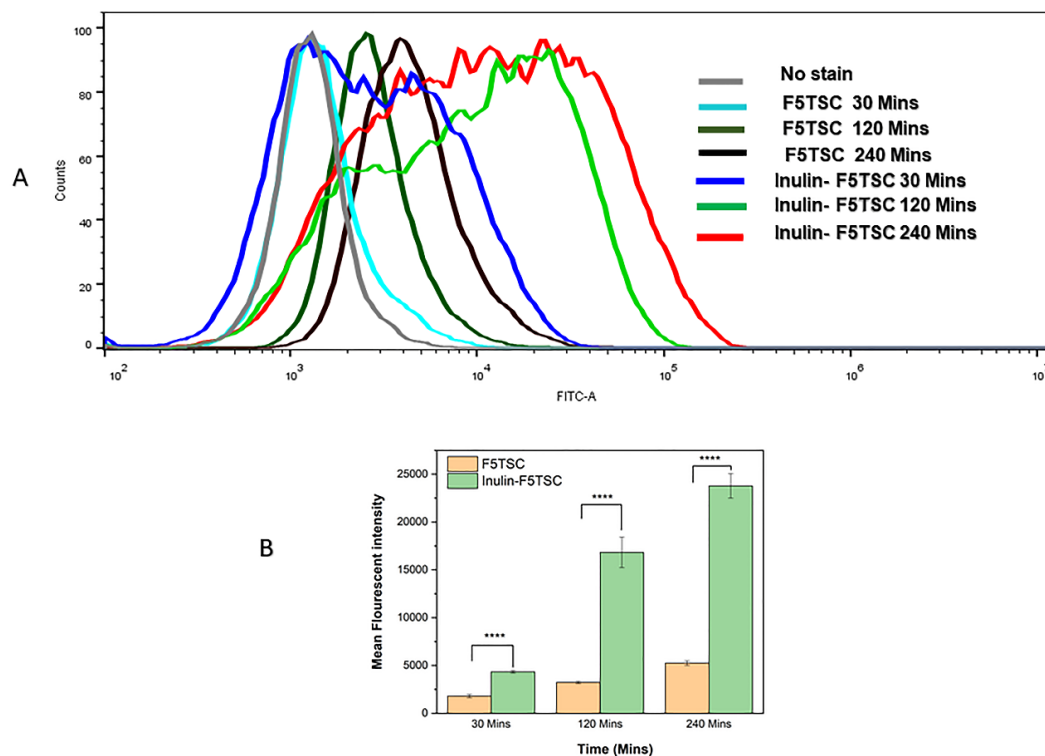 A
Counts
100
80
60
40
20
0
10²
10³
10⁴
10⁵
10⁶
FITC-A
No stain
F5TSC 30 Mins
F5TSC 120 Mins
F5TSC 240 Mins
Inulin- F5TSC 30 Mins
Inulin- F5TSC 120 Mins
Inulin- F5TSC 240 Mins
B
Mean Flourescent intensity
25000
20000
15000
10000
5000
0
F5TSC
Inulin-F5TSC
****
****
****
30 Mins
120 Mins
240 Mins
Time (Mins)